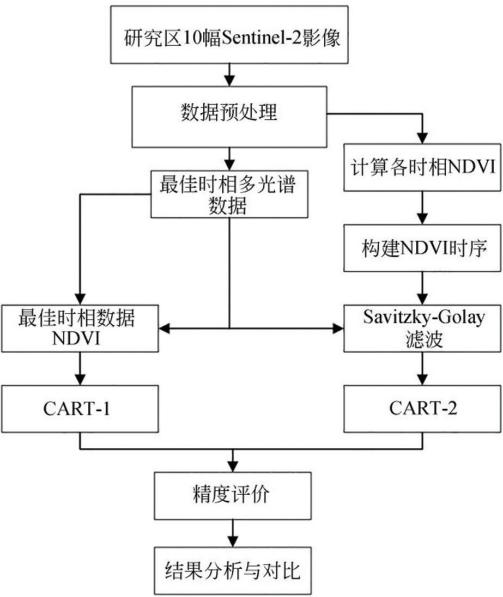 研究区10幅Sentinel-2影像
数据预处理
计算各时相NDVI
最佳时相多光谱
数据
构建NDVI时序
最佳时相数据
NDVI
Savitzky-Golay
滤波
CART-1
CART-2
精度评价
结果分析与对比